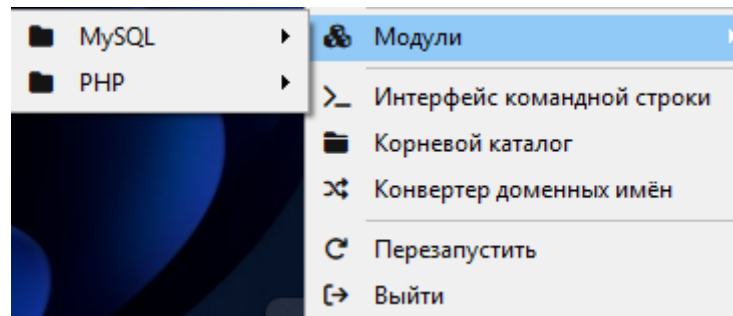 MySQL
PHP
Модули
Интерфейс командной строки
Корневой каталог
Конвертер доменных имён
Перезапустить
Выйти